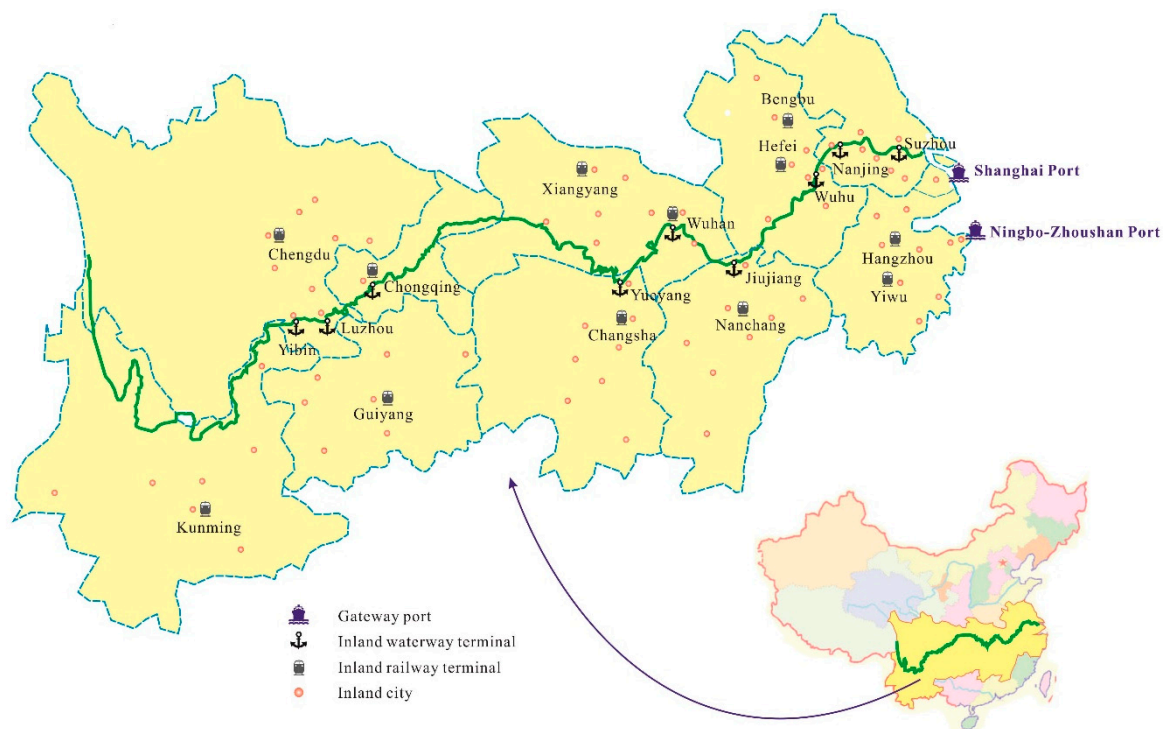 Bengbu
Hefei
Suzhou
Nanjing
Shanghai Port
Xiangyang
Wuhu
Wuhan
Ningbo-Zhoushan Port
Chengdu
Hangzhou
Chongqing
Jiujiang
Yiwu
Yueyang
Luzhou
Changsha
Nanchang
Yibin
Guiyang
Kunming
Gateway port
Inland waterway terminal
Inland railway terminal
Inland city